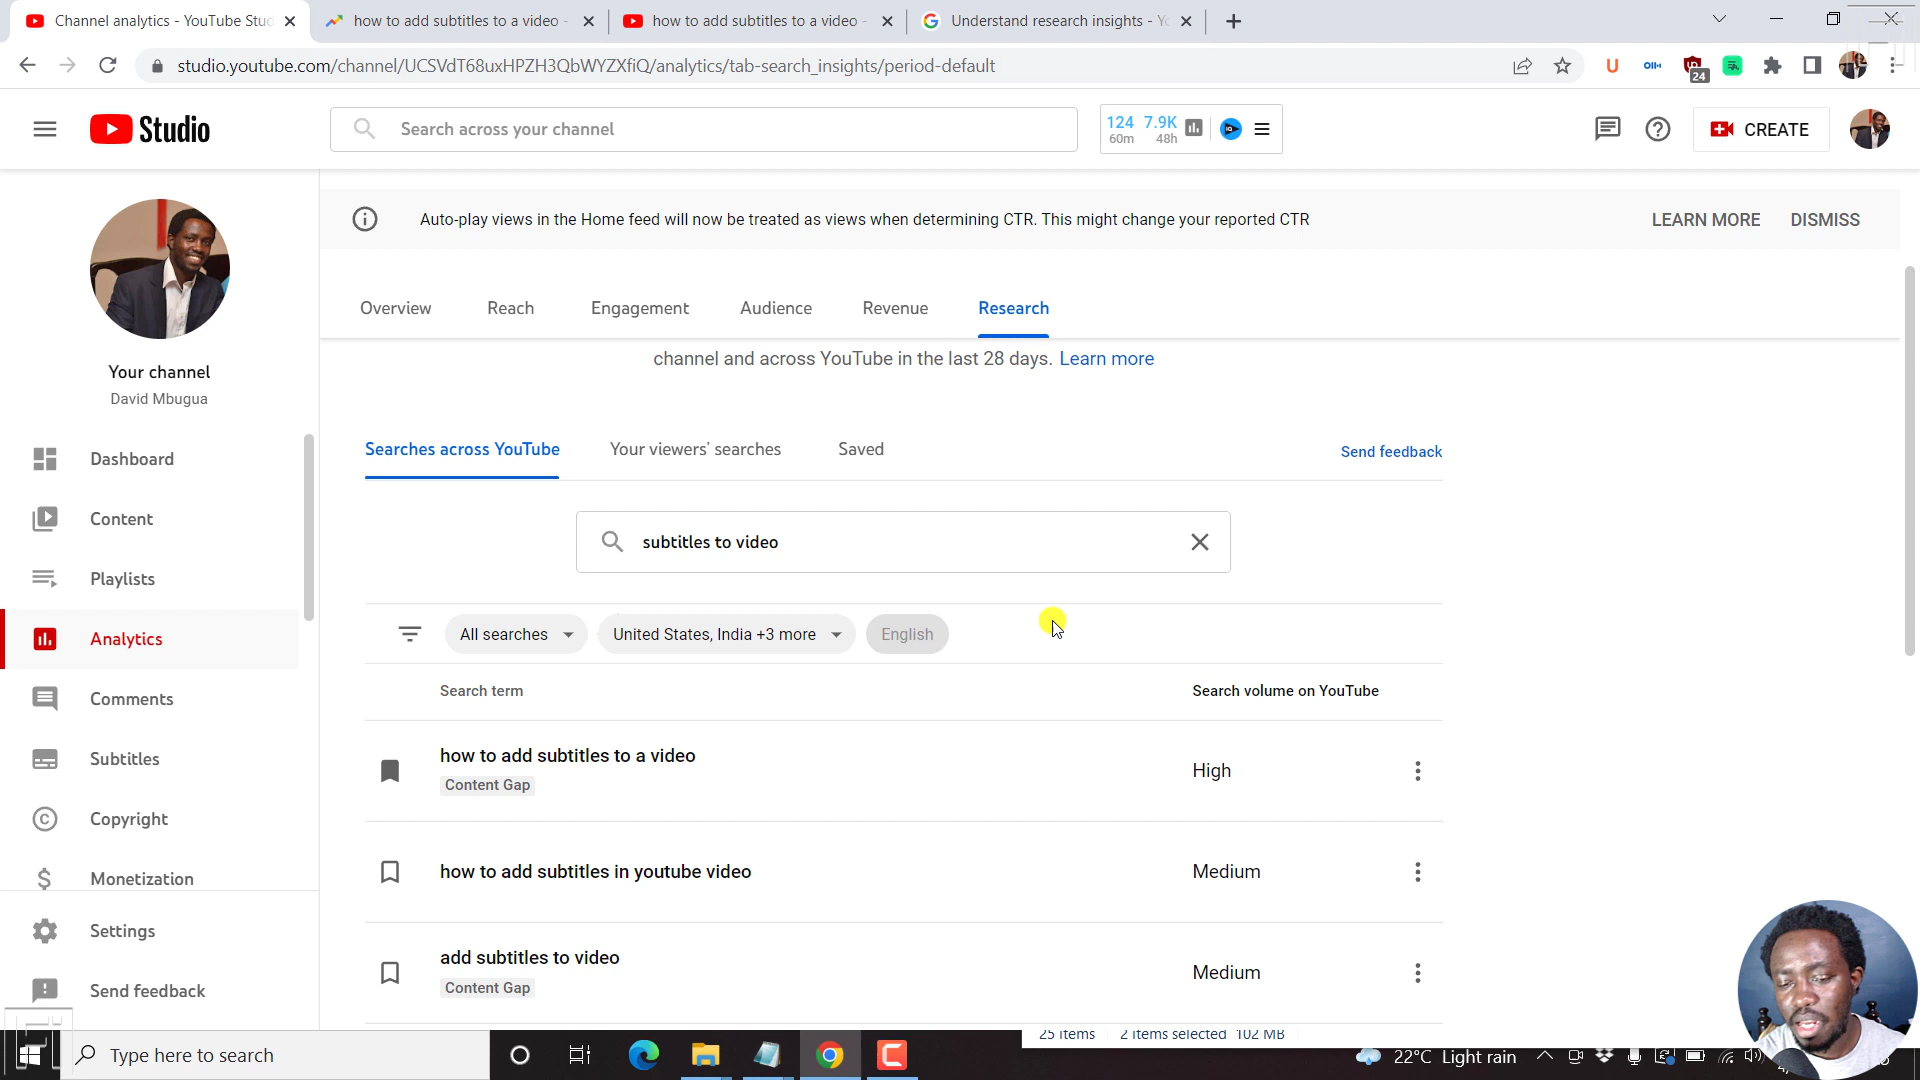 Channel analytics - YouTube Stud
how to add subtitles to a video -
how to add subtitles to a video -
Understand research insights - Yo
studio.youtube.com/channel/UCSVdT68uxHPZH3QbWYZXfiQ/analytics/tab-search_insights/period-default
24
Studio
Search across your channel
124 7.9K
60m 48h
CREATE
Auto-play views in the Home feed will now be treated as views when determining CTR. This might change your reported CTR
LEARN MORE
DISMISS
Overview
Reach
Engagement
Audience
Revenue
Research
channel and across YouTube in the last 28 days. Learn more
Your channel
David Mbugua
Searches across YouTube
Your viewers' searches
Saved
Send feedback
Dashboard
Content
Playlists
Analytics
Comments
Subtitles
Copyright
Monetization
Settings
Send feedback
subtitles to video
All searches
United States, India +3 more
English
Search term
Search volume on YouTube
how to add subtitles to a video
Content Gap
High
how to add subtitles in youtube video
Medium
add subtitles to video
Content Gap
Medium
25 items 2 items selected 102 MB
Type here to search
22°C Light rain